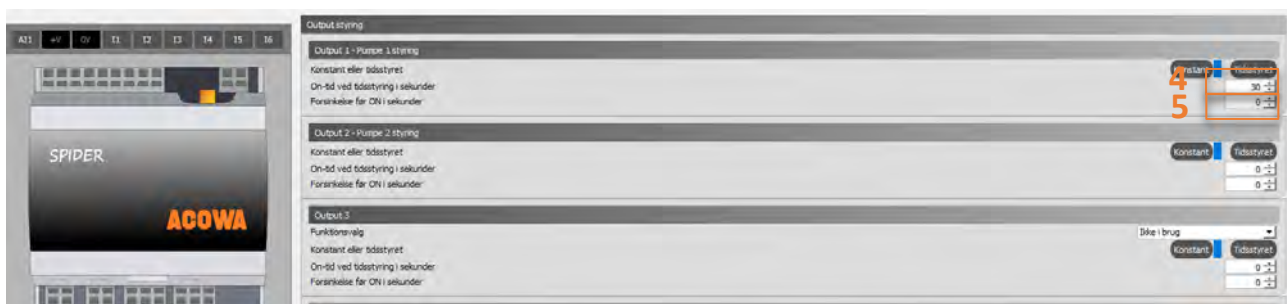 AI1 +V 0V I1 I2 I3 I4 I5 I6
SPIDER
ACOWA
Output styring
Output 1 - Pumpe 1 styring
Konstant eller tidsstyret Konstant Tidsstyret
On-tid ved tidsstyring i sekunder 4 30
Forsinkelse før ON i sekunder 5 0
Output 2 - Pumpe 2 styring
Konstant eller tidsstyret Konstant Tidsstyret
On-tid ved tidsstyring i sekunder 0
Forsinkelse før ON i sekunder 0
Output 3
Funktionsvalg Ikke i brug
Konstant eller tidsstyret Konstant Tidsstyret
On-tid ved tidsstyring i sekunder 0
Forsinkelse før ON i sekunder 0